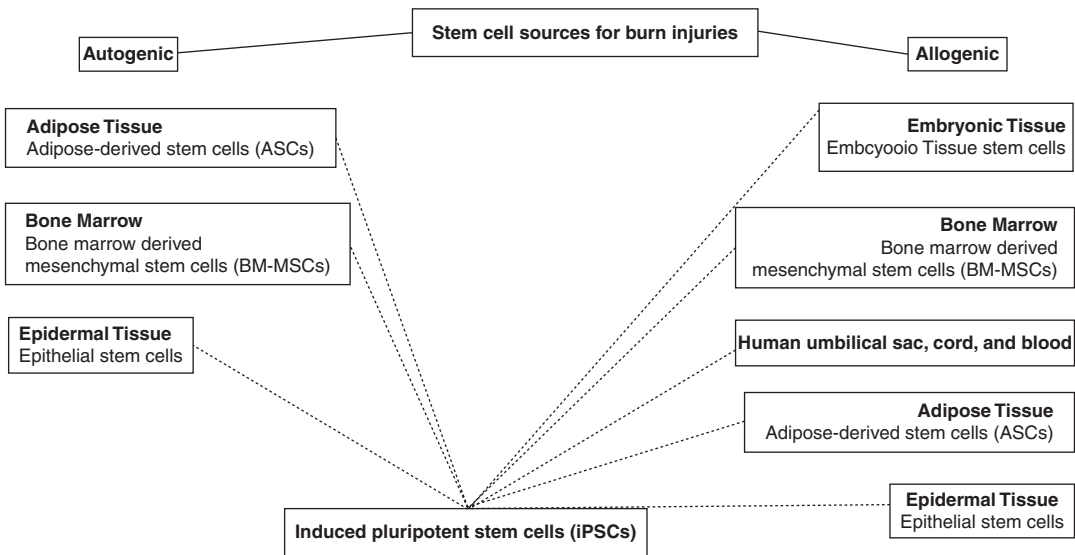 Stem cell sources for burn injuries
Autogenic
Allogenic
Adipose Tissue
Adipose-derived stem cells (ASCs)
Bone Marrow
Bone marrow derived
mesenchymal stem cells (BM-MSCs)
Epidermal Tissue
Epithelial stem cells
Embryonic Tissue
Embcyooio Tissue stem cells
Bone Marrow
Bone marrow derived
mesenchymal stem cells (BM-MSCs)
Human umbilical sac, cord, and blood
Adipose Tissue
Adipose-derived stem cells (ASCs)
Epidermal Tissue
Epithelial stem cells
Induced pluripotent stem cells (iPSCs)